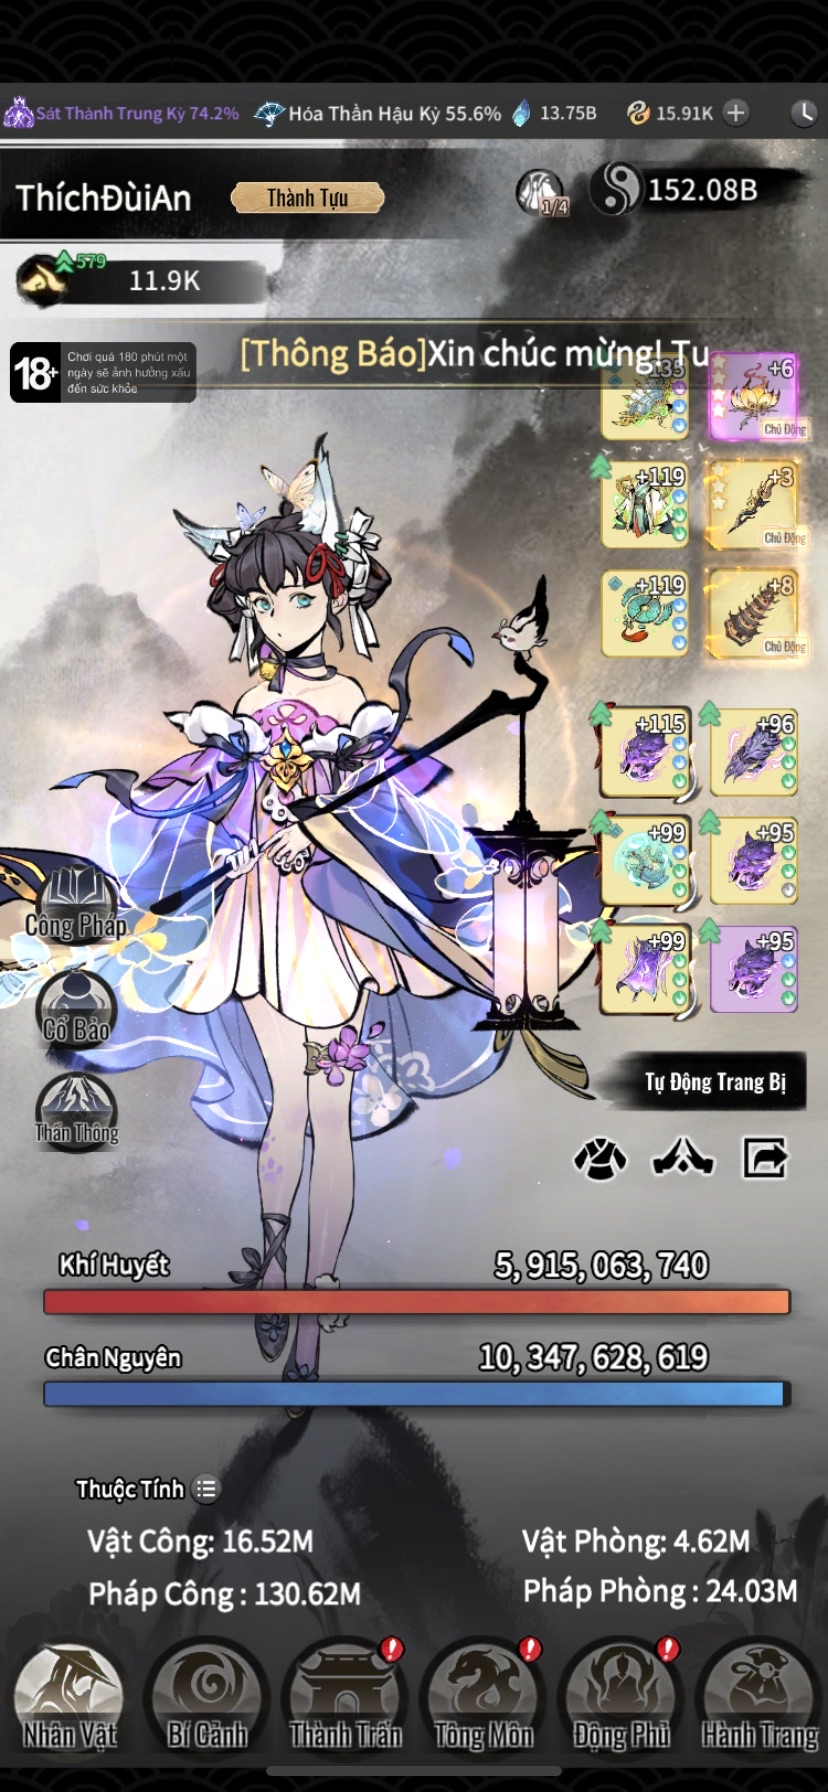 Sát Thành Trung Kỳ 74.2% Hóa Thần Hậu Kỳ 55.6% 13.75B 15.91K
ThíchĐùiAn Thành Tựu 1/4 152.08B
579
11.9K
[Thông Báo]Xin chúc mừng! Tu
18+
Chơi quá 180 phút một
ngày sẽ ảnh hưởng xấu
đến sức khỏe
+135 +6
Chủ Động
+119 +3
Chủ Động
+119 +8
Chủ Động
+115 +96
+99 +95
+99 +95
Công Pháp
Cổ Bảo
Thần Thông
Tự Động Trang Bị
Khí Huyết 5,915,063,740
Chân Nguyên 10,347,628,619
Thuộc Tính
Vật Công: 16.52M Vật Phòng: 4.62M
Pháp Công : 130.62M Pháp Phòng : 24.03M
Nhân Vật Bí Cảnh Thành Trấn Tông Môn Động Phủ Hành Trang